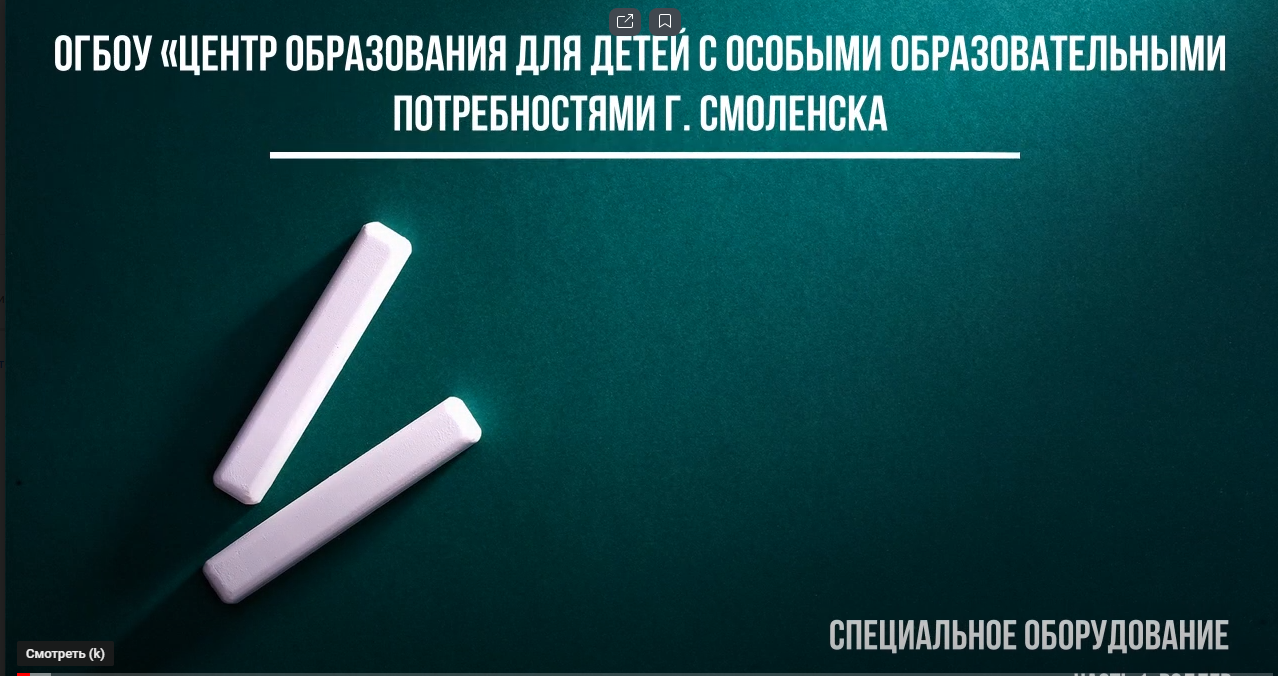 ОГБОУ «ЦЕНТР ОБРАЗОВАНИЯ ДЛЯ ДЕТЕЙ С ОСОБЫМИ ОБРАЗОВАТЕЛЬНЫМИ
ПОТРЕБНОСТЯМИ Г. СМОЛЕНСКА
СПЕЦИАЛЬНОЕ ОБОРУДОВАНИЕ
Смотреть (k)